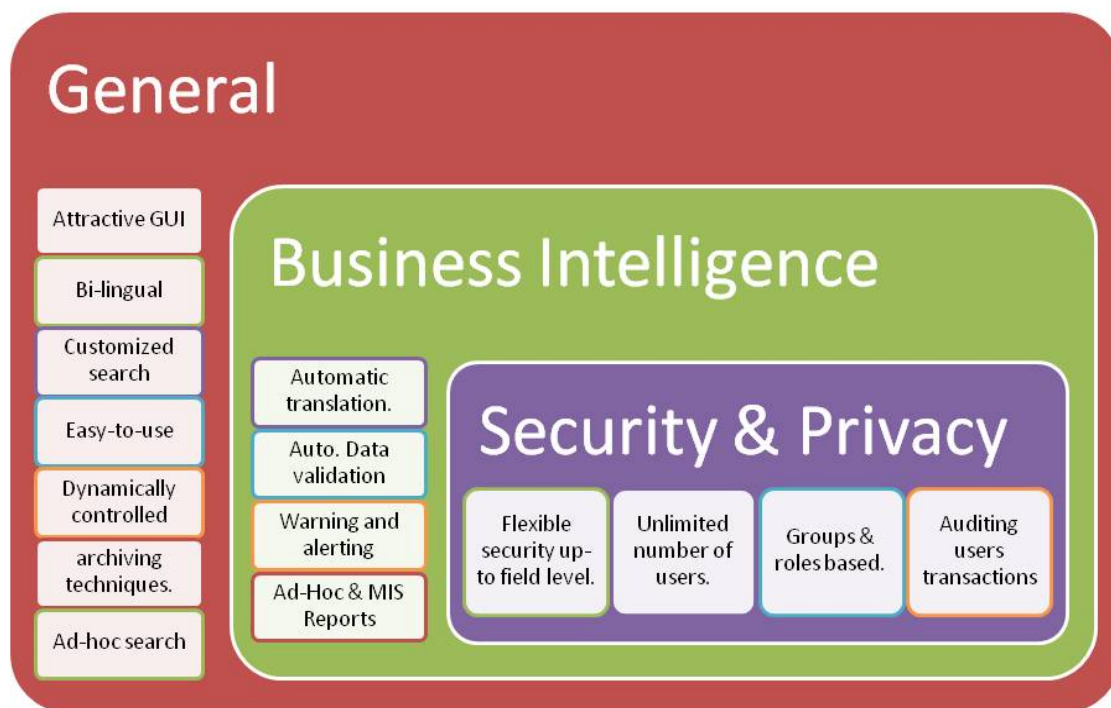 General
Attractive GUI
Bi-lingual
Customized
search
Easy-to-use
Dynamically
controlled
archiving
techniques.
Ad-hoc search
Business Intelligence
Automatic
translation.
Auto. Data
validation
Warning and
alerting
Ad-Hoc & MIS
Reports
Security & Privacy
Flexible
security up-
to field level.
Unlimited
number of
users.
Groups &
roles based.
Auditing
users
transactions